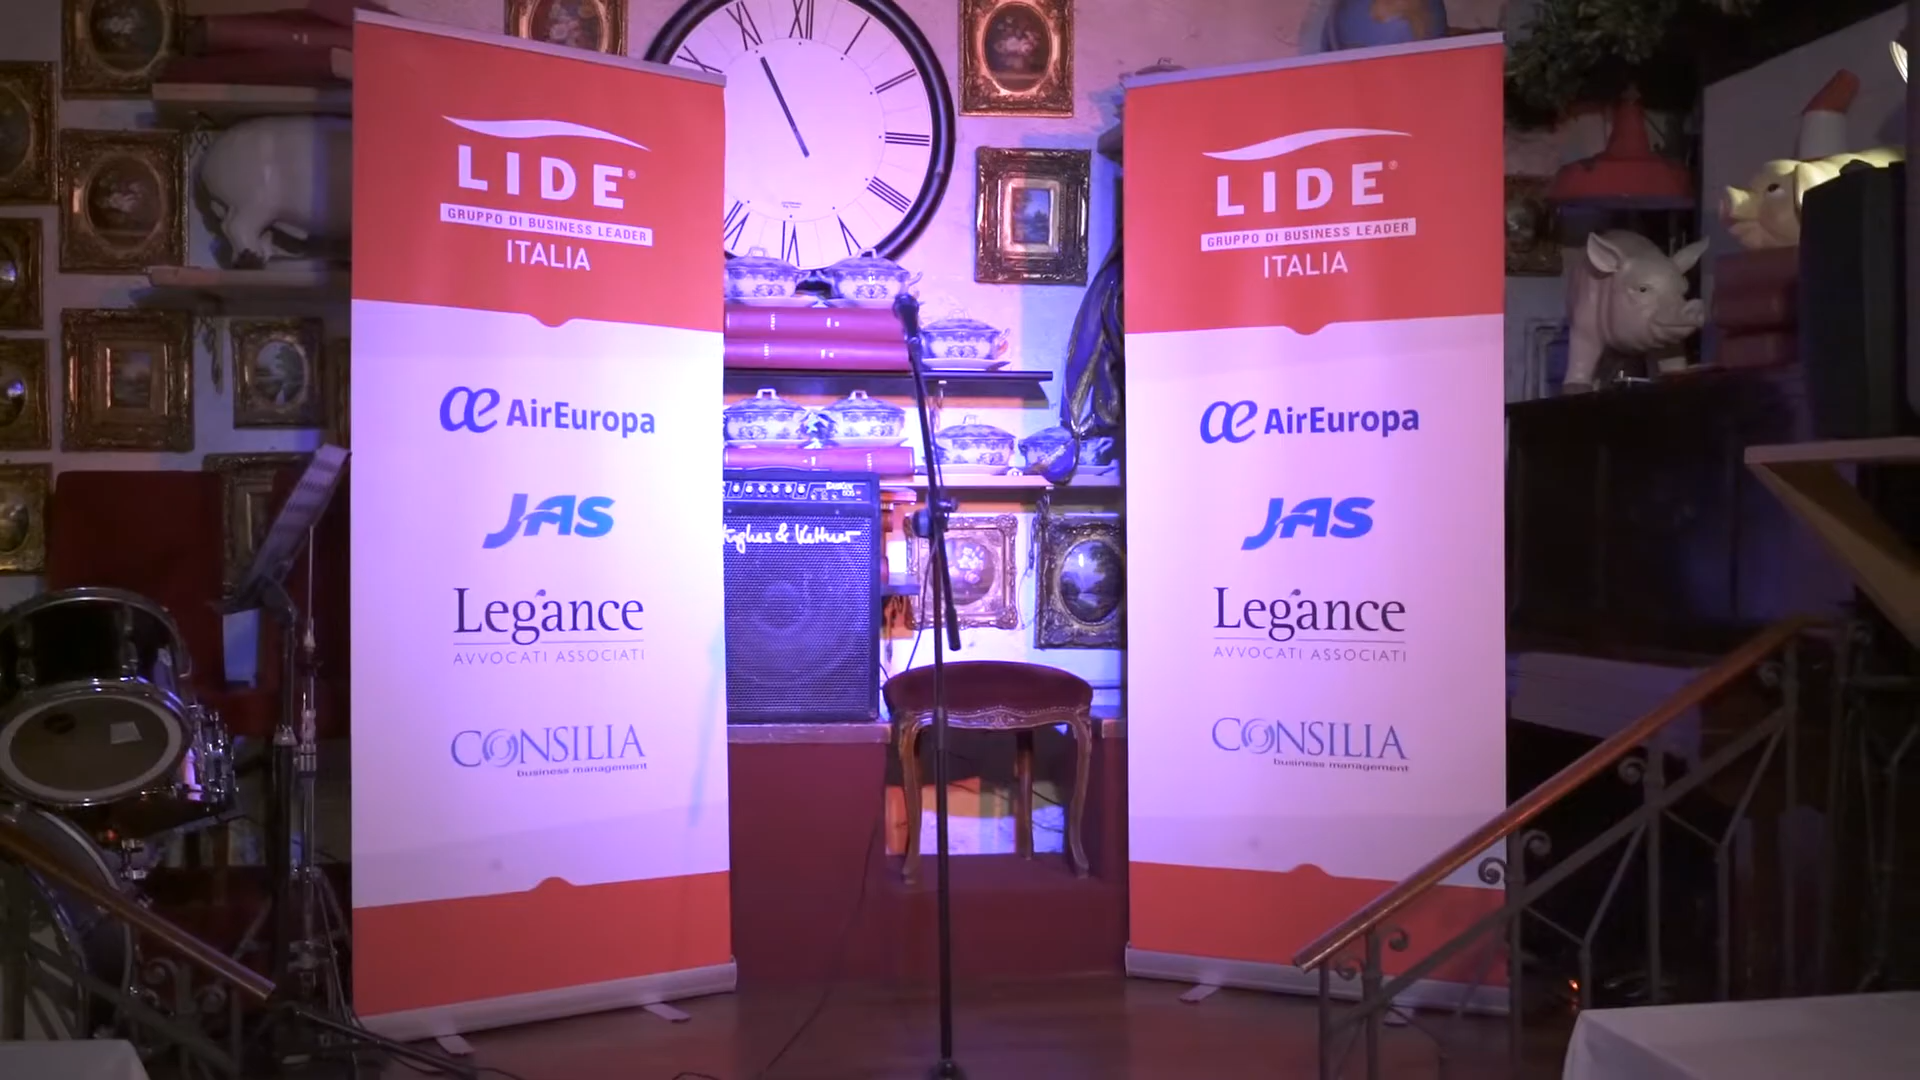 LIDE®
GRUPPO DI BUSINESS LEADER
ITALIA
æ AirEuropa
JAS
Legance
AVVOCATI ASSOCIATI
CONSILIA
business management
Hughes & Kettner
LIDE®
GRUPPO DI BUSINESS LEADER
ITALIA
æ AirEuropa
JAS
Legance
AVVOCATI ASSOCIATI
CONSILIA
business management